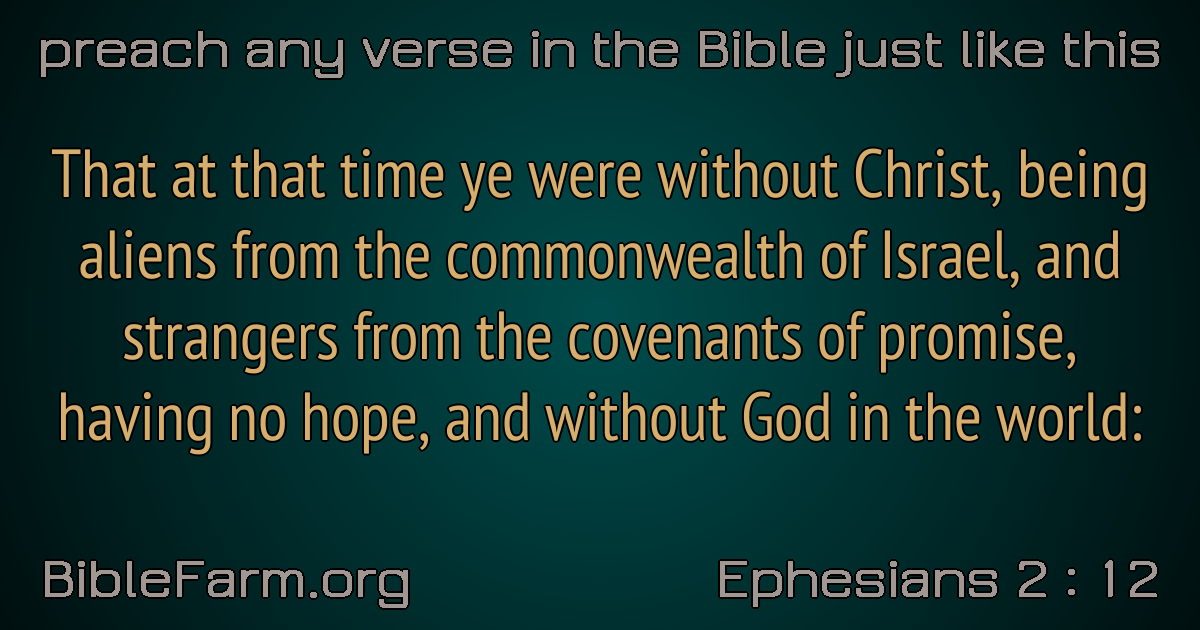 preach any verse in the Bible just like this
That at that time ye were without Christ, being
aliens from the commonwealth of Israel, and
strangers from the covenants of promise,
having no hope, and without God in the world:
BibleFarm.org
Ephesians 2 : 12